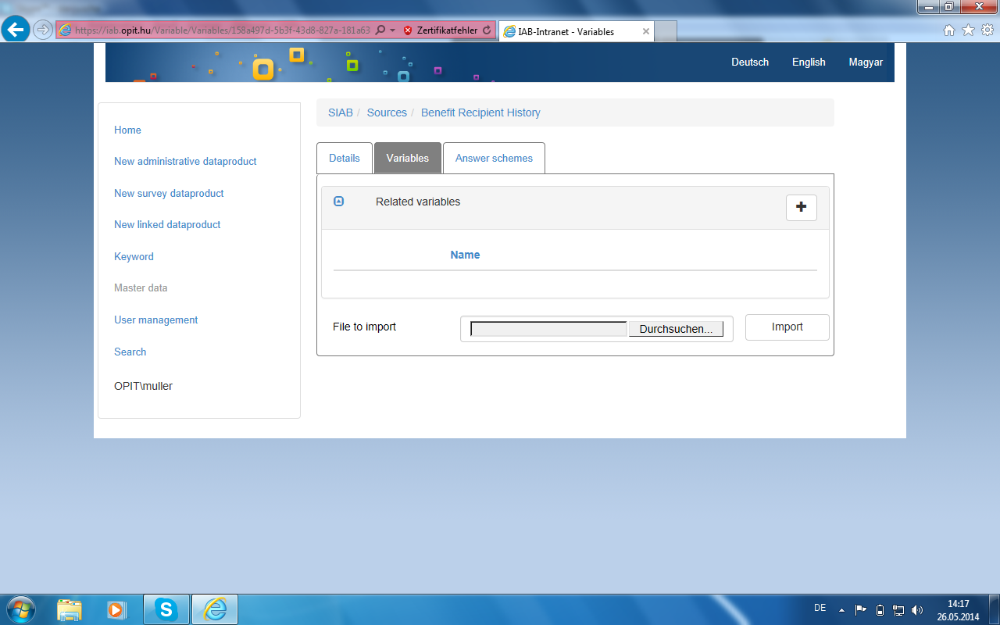 https://iab.opit.hu/Variable/Variables/158a497d-5b3f-43d8-827a-181a63 Zertifikatfehler
IAB-Intranet - Variables
Deutsch English Magyar
Home
New administrative dataproduct
New survey dataproduct
New linked dataproduct
Keyword
Master data
User management
Search
OPIT\muller
SIAB / Sources / Benefit Recipient History
Details Variables Answer schemes
Related variables
Name
File to import Durchsuchen... Import
DE
14:17
26.05.2014